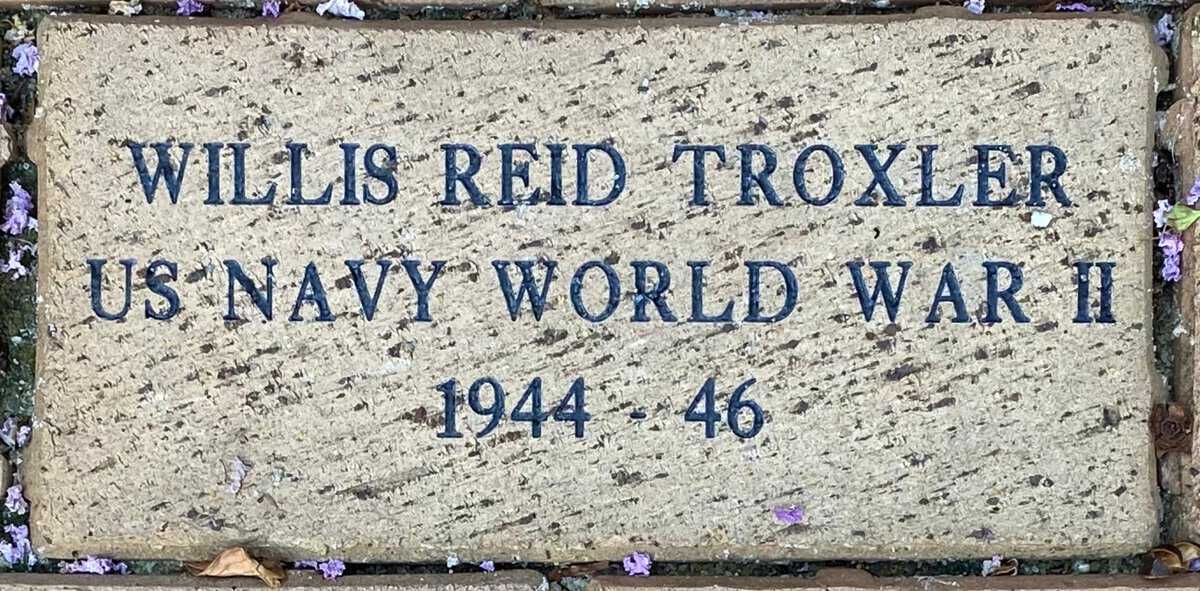 WILLIS REID TROXLER
US NAVY WORLD WAR II
1944 - 46